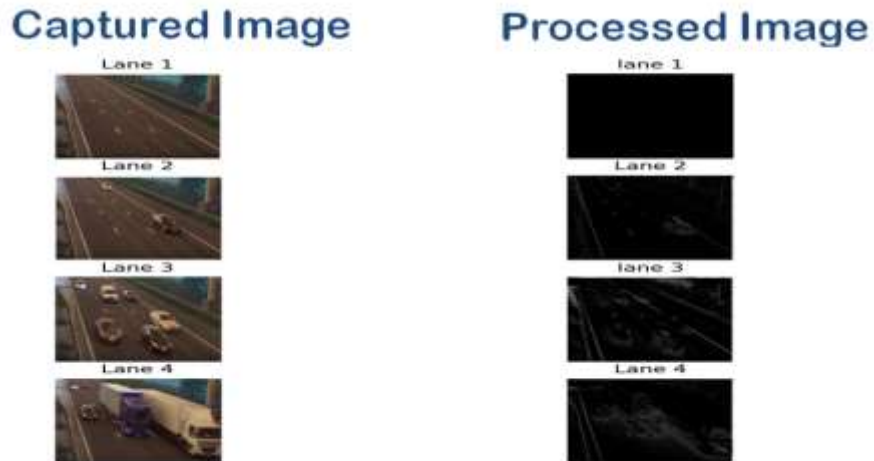 Captured Image
Processed Image
Lane 1
lane 1
Lane 2
Lane 2
Lane 3
lane 3
Lane 4
Lane 4